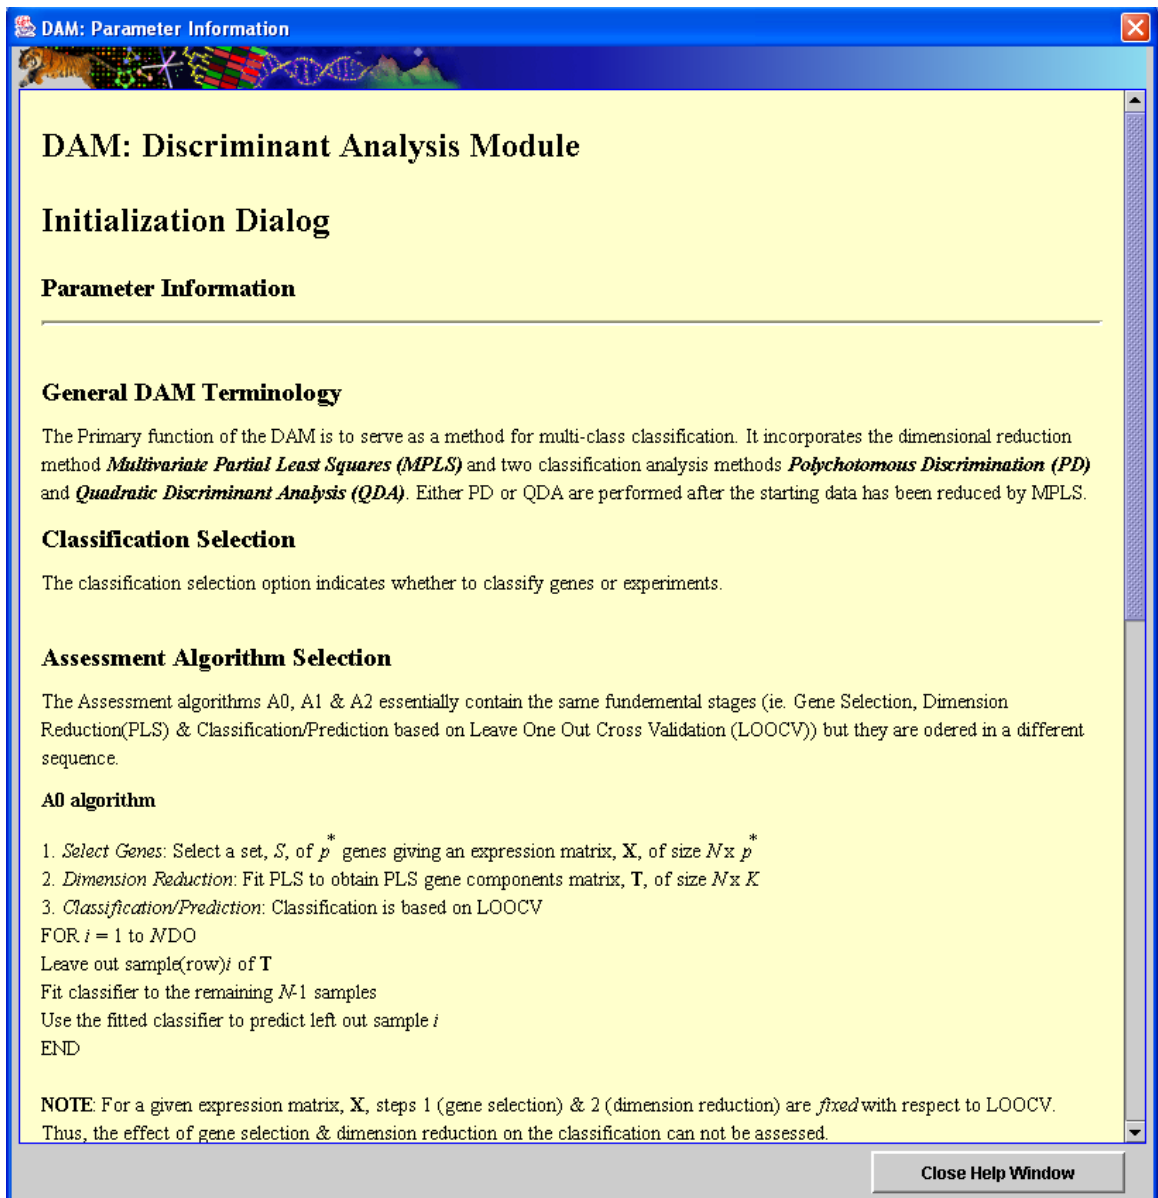 DAM: Parameter Information
DAM: Discriminant Analysis Module
Initialization Dialog
Parameter Information
General DAM Terminology
The Primary function of the DAM is to serve as a method for multi-class classification. It incorporates the dimensional reduction
method Multivariate Partial Least Squares (MPLS) and two classification analysis methods Polychotomous Discrimination (PD)
and Quadratic Discriminant Analysis (QDA). Either PD or QDA are performed after the starting data has been reduced by MPLS.
Classification Selection
The classification selection option indicates whether to classify genes or experiments.
Assessment Algorithm Selection
The Assessment algorithms A0, A1 & A2 essentially contain the same fundemental stages (ie. Gene Selection, Dimension
Reduction(PLS) & Classification/Prediction based on Leave One Out Cross Validation (LOOCV)) but they are odered in a different
sequence.
A0 algorithm
1. Select Genes: Select a set, S, of p* genes giving an expression matrix, X, of size N x p*
2. Dimension Reduction: Fit PLS to obtain PLS gene components matrix, T, of size N x K
3. Classification/Prediction: Classification is based on LOOCV
FOR i = 1 to N DO
Leave out sample(row)i of T
Fit classifier to the remaining N-1 samples
Use the fitted classifier to predict left out sample i
END
NOTE: For a given expression matrix, X, steps 1 (gene selection) & 2 (dimension reduction) are fixed with respect to LOOCV.
Thus, the effect of gene selection & dimension reduction on the classification can not be assessed.
Close Help Window